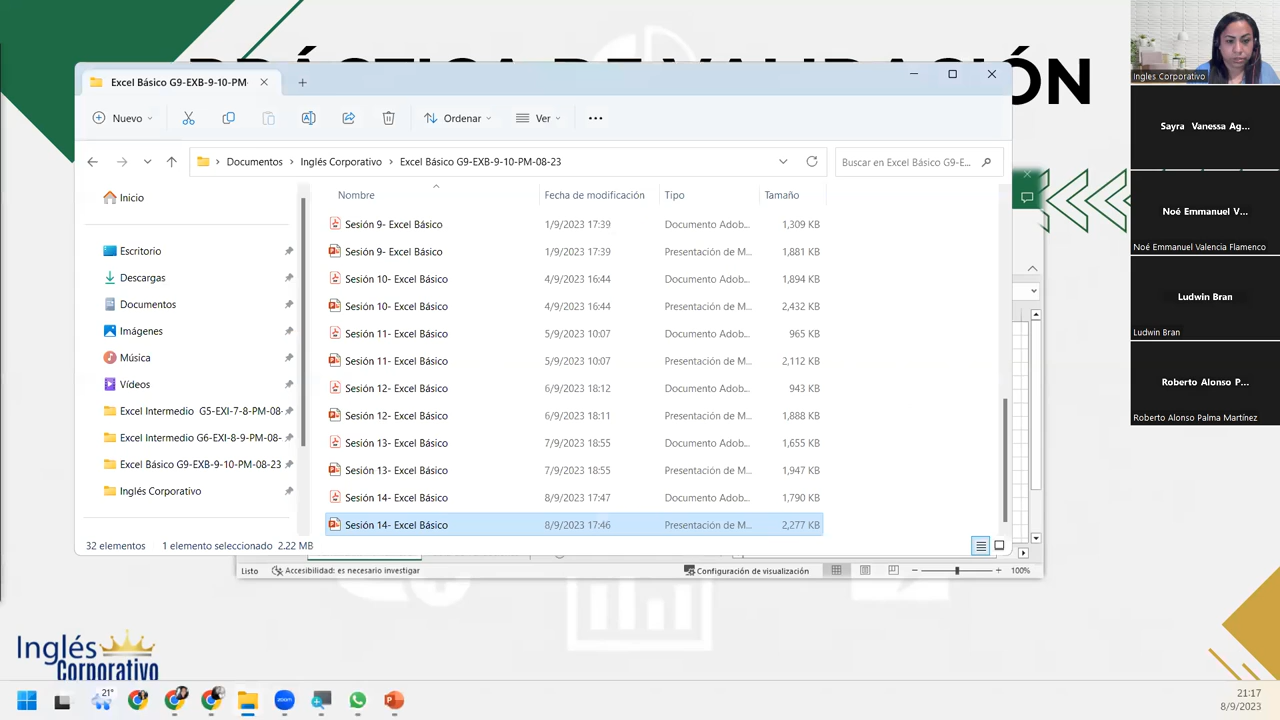 PRÁCTICA DE VALIDACIÓN
Excel Básico G9-EXB-9-10-PM-
Nuevo
Ordenar
Ver
Documentos
Inglés Corporativo
Excel Básico G9-EXB-9-10-PM-08-23
Buscar en Excel Básico G9-E...
Nombre
Fecha de modificación
Tipo
Tamaño
Inicio
Escritorio
Descargas
Documentos
Imágenes
Música
Vídeos
Excel Intermedio G5-EXI-7-8-PM-08-
Excel Intermedio G6-EXI-8-9-PM-08-
Excel Básico G9-EXB-9-10-PM-08-23
Inglés Corporativo
Sesión 9- Excel Básico 1/9/2023 17:39 Documento Adob... 1,309 KB
Sesión 9- Excel Básico 1/9/2023 17:39 Presentación de M... 1,881 KB
Sesión 10- Excel Básico 4/9/2023 16:44 Documento Adob... 1,894 KB
Sesión 10- Excel Básico 4/9/2023 16:44 Presentación de M... 2,432 KB
Sesión 11- Excel Básico 5/9/2023 10:07 Documento Adob... 965 KB
Sesión 11- Excel Básico 5/9/2023 10:07 Presentación de M... 2,112 KB
Sesión 12- Excel Básico 6/9/2023 18:12 Documento Adob... 943 KB
Sesión 12- Excel Básico 6/9/2023 18:11 Presentación de M... 1,888 KB
Sesión 13- Excel Básico 7/9/2023 18:55 Documento Adob... 1,655 KB
Sesión 13- Excel Básico 7/9/2023 18:55 Presentación de M... 1,947 KB
Sesión 14- Excel Básico 8/9/2023 17:47 Documento Adob... 1,790 KB
Sesión 14- Excel Básico 8/9/2023 17:46 Presentación de M... 2,277 KB
32 elementos
1 elemento seleccionado 2.22 MB
Listo
Accesibilidad: es necesario investigar
Configuración de visualización
100%
Ingles Corporativo
Sayra Vanessa Ag...
Noé Emmanuel V...
Noé Emmanuel Valencia Flamenco
Ludwin Bran
Ludwin Bran
Roberto Alonso P...
Roberto Alonso Palma Martínez
Inglés
Corporativo
21°
zoom
21:17
8/9/2023